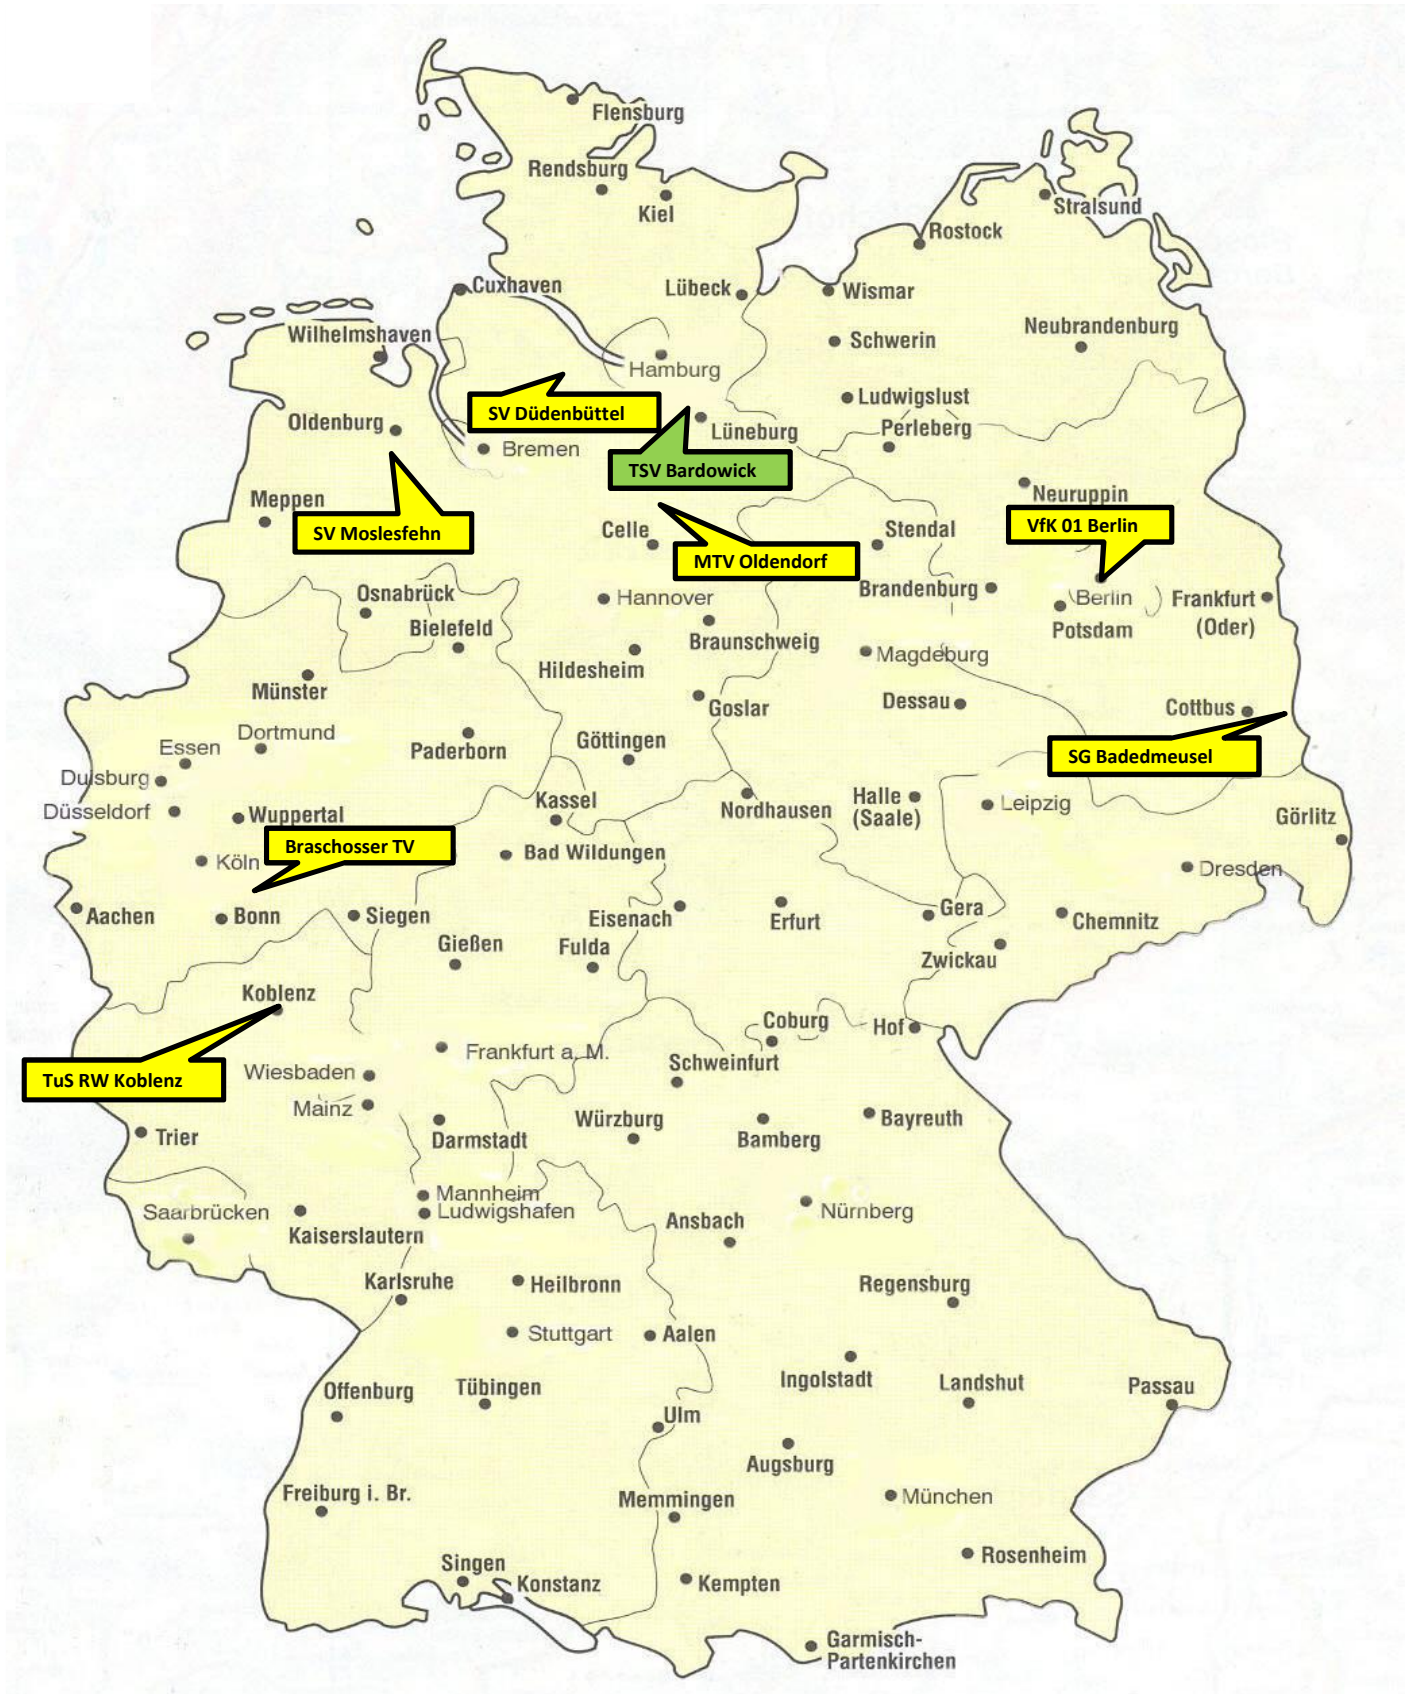 Flensburg
Rendsburg
Kiel
Stralsund
Rostock
Cuxhaven
Lübeck
Wismar
Wilhelmshaven
Neubrandenburg
Schwerin
Hamburg
Ludwigslust
SV Düdenbüttel
Oldenburg
Lüneburg
Perleberg
Bremen
TSV Bardowick
Meppen
Neuruppin
SV Moslesfehn
VfK 01 Berlin
Celle
Stendal
MTV Oldendorf
Osnabrück
Hannover
Brandenburg
Berlin
Frankfurt
(Oder)
Bielefeld
Braunschweig
Potsdam
Hildesheim
Magdeburg
Münster
Goslar
Dessau
Cottbus
Dortmund
Essen
Paderborn
Göttingen
SG Badedmeusel
Duisburg
Düsseldorf
Wuppertal
Kassel
Nordhausen
Halle
(Saale)
Leipzig
Görlitz
Braschosser TV
Köln
Bad Wildungen
Dresden
Aachen
Bonn
Siegen
Eisenach
Erfurt
Gera
Chemnitz
Gießen
Fulda
Zwickau
Koblenz
Coburg
Hof
Frankfurt a. M.
Schweinfurt
TuS RW Koblenz
Wiesbaden
Mainz
Würzburg
Bayreuth
Trier
Darmstadt
Bamberg
Mannheim
Saarbrücken
Ludwigshafen
Ansbach
Nürnberg
Kaiserslautern
Karlsruhe
Heilbronn
Regensburg
Stuttgart
Aalen
Offenburg
Tübingen
Ingolstadt
Landshut
Passau
Ulm
Augsburg
Freiburg i. Br.
Memmingen
München
Singen
Rosenheim
Konstanz
Kempten
Garmisch-
Partenkirchen